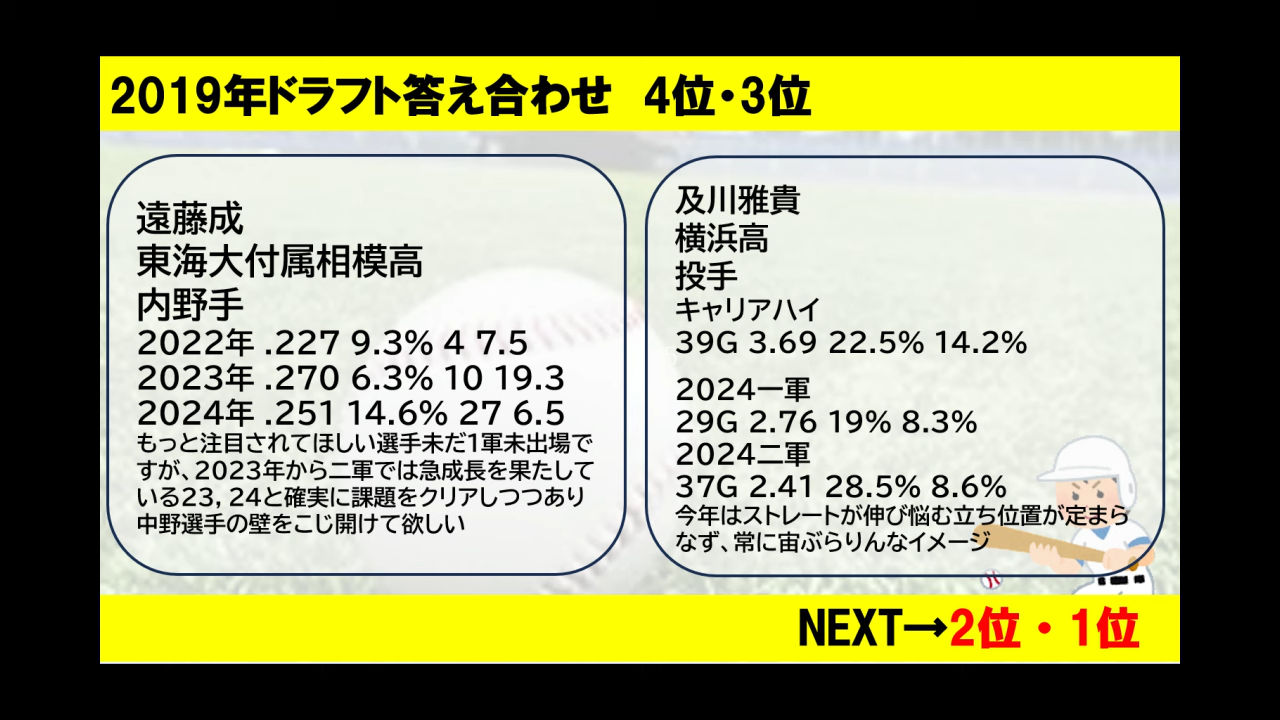 2019年ドラフト答え合わせ　4位・3位
遠藤成
東海大付属相模高
内野手
2022年 .227 9.3% 4 7.5
2023年 .270 6.3% 10 19.3
2024年 .251 14.6% 27 6.5
もっと注目されてほしい選手未だ1軍未出場で
すが、2023年から二軍では急成長を果たして
いる23，24と確実に課題をクリアしつつあり
中野選手の壁をこじ開けて欲しい
及川雅貴
横浜高
投手
キャリアハイ
39G 3.69 22.5% 14.2%
2024一軍
29G 2.76 19% 8.3%
2024二軍
37G 2.41 28.5% 8.6%
今年はストレートが伸び悩む立ち位置が定まら
なず、常に宙ぶらりんなイメージ
NEXT→2位・1位